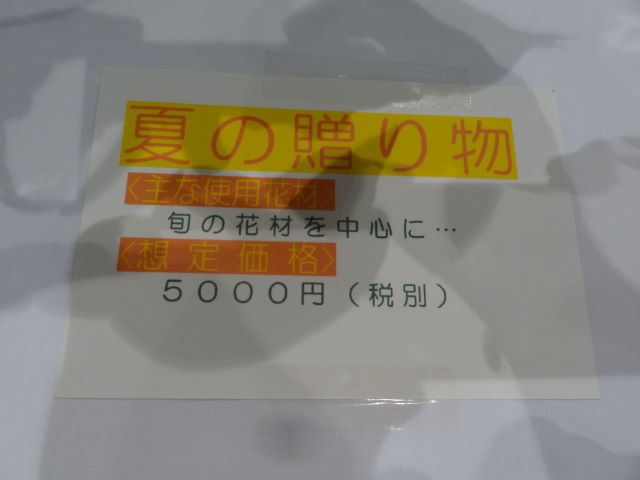 夏の贈り物
〈主な使用花材〉
旬の花材を中心に…
〈想定価格〉
５０００円（税別）